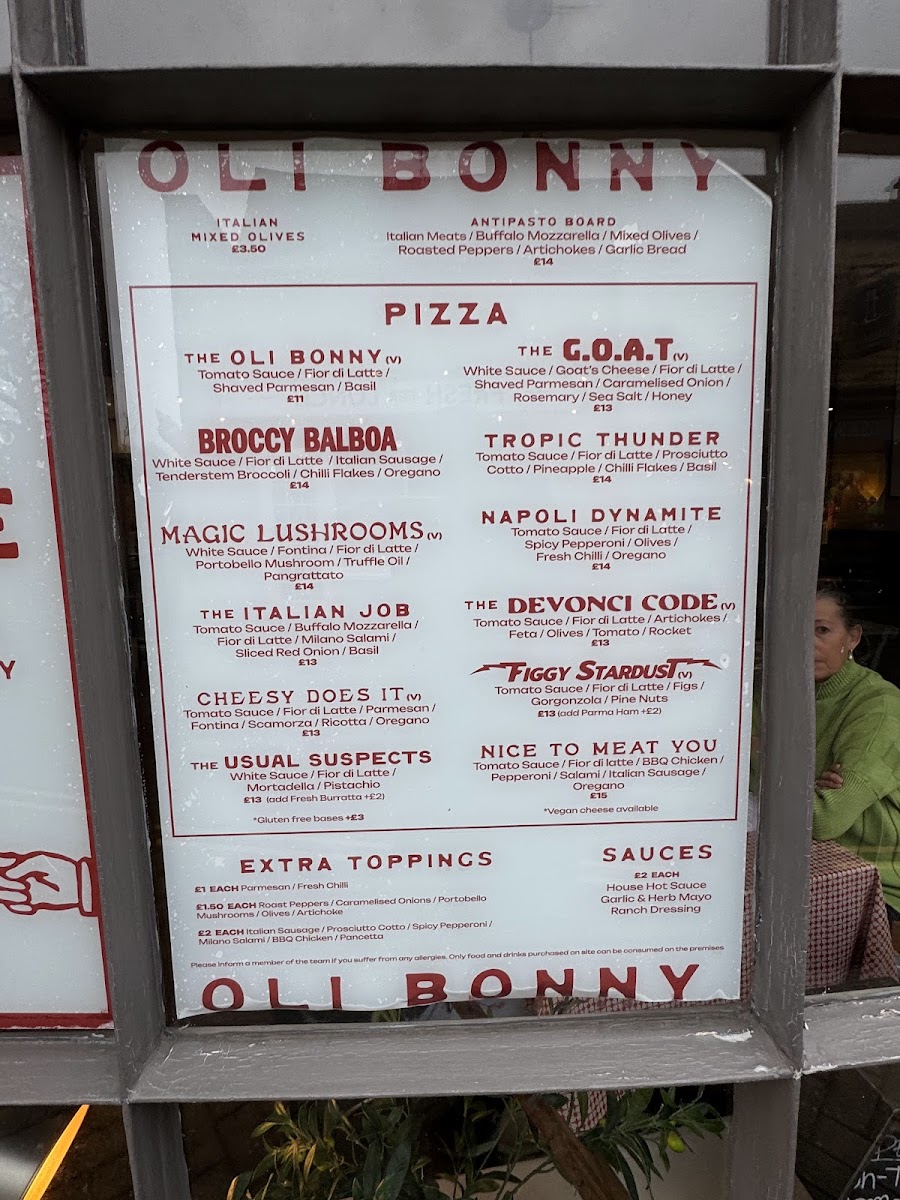 OLI BONNY
ITALIAN
MIXED OLIVES
£3.50
ANTIPASTO BOARD
Italian Meats / Buffalo Mozzarella / Mixed Olives /
Roasted Peppers / Artichokes / Garlic Bread
£14
PIZZA
THE OLI BONNY (V)
Tomato Sauce / Fior di Latte /
Shaved Parmesan / Basil
£11
BROCCY BALBOA
White Sauce / Fior di Latte / Italian Sausage /
Tenderstem Broccoli / Chilli Flakes / Oregano
£14
MAGIC LUSHROOMS (V)
White Sauce / Fontina / Fior di Latte /
Portobello Mushroom / Truffle Oil /
Pangrattato
£14
THE ITALIAN JOB
Tomato Sauce / Buffalo Mozzarella /
Fior di Latte / Milano Salami /
Sliced Red Onion / Basil
£13
CHEESY DOES IT (V)
Tomato Sauce / Fior di Latte / Parmesan /
Fontina / Scamorza / Ricotta / Oregano
£13
THE USUAL SUSPECTS
White Sauce / Fior di Latte /
Mortadella / Pistachio
£13 (add Fresh Burratta +£2)
*Gluten free bases +£3
THE G.O.A.T (V)
White Sauce / Goat's Cheese / Fior di Latte /
Shaved Parmesan / Caramelised Onion /
Rosemary / Sea Salt / Honey
£13
TROPIC THUNDER
Tomato Sauce / Fior di Latte / Prosciutto
Cotto / Pineapple / Chilli Flakes / Basil
£14
NAPOLI DYNAMITE
Tomato Sauce / Fior di Latte /
Spicy Pepperoni / Olives /
Fresh Chilli / Oregano
£14
THE DEVONCI CODE (V)
Tomato Sauce / Fior di Latte / Artichokes /
Feta / Olives / Tomato / Rocket
£13
FIGGY STARDUST (V)
Tomato Sauce / Fior di Latte / Figs /
Gorgonzola / Pine Nuts
£13 (add Parma Ham +£2)
NICE TO MEAT YOU
Tomato Sauce / Fior di latte / BBQ Chicken /
Pepperoni / Salami / Italian Sausage /
Oregano
£15
*Vegan cheese available
EXTRA TOPPINGS
£1 EACH Parmesan / Fresh Chilli
£1.50 EACH Roast Peppers / Caramelised Onions / Portobello
Mushrooms / Olives / Artichoke
£2 EACH Italian Sausage / Prosciutto Cotto / Spicy Pepperoni /
Milano Salami / BBQ Chicken / Pancetta
SAUCES
£2 EACH
House Hot Sauce
Garlic & Herb Mayo
Ranch Dressing
Please inform a member of the team if you suffer from any allergies. Only food and drinks purchased on site can be consumed on the premises
OLI BONNY